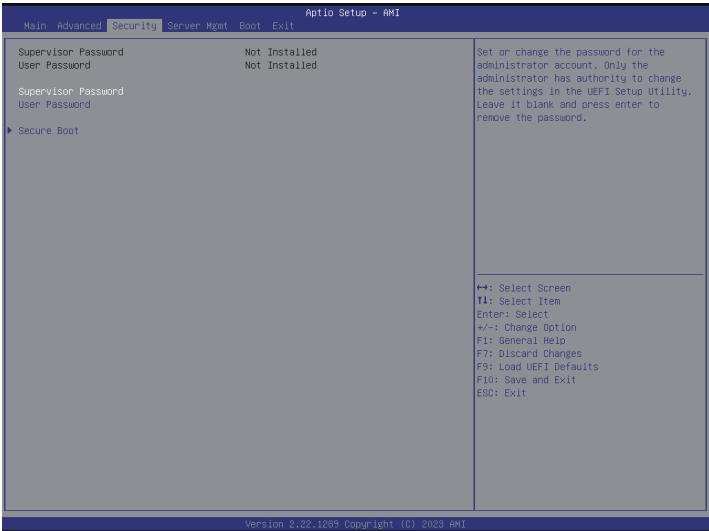 Aptio Setup – AMI
Main Advanced Security Server Mgmt Boot Exit
Supervisor Password Not Installed
User Password Not Installed
Supervisor Password
User Password
Secure Boot
Set or change the password for the
administrator account. Only the
administrator has authority to change
the settings in the UEFI Setup Utility.
Leave it blank and press enter to
remove the password.
↔: Select Screen
↑↓: Select Item
Enter: Select
+/-: Change Option
F1: General Help
F7: Discard Changes
F9: Load UEFI Defaults
F10: Save and Exit
ESC: Exit
Version 2.22.1289 Copyright (C) 2023 AMI